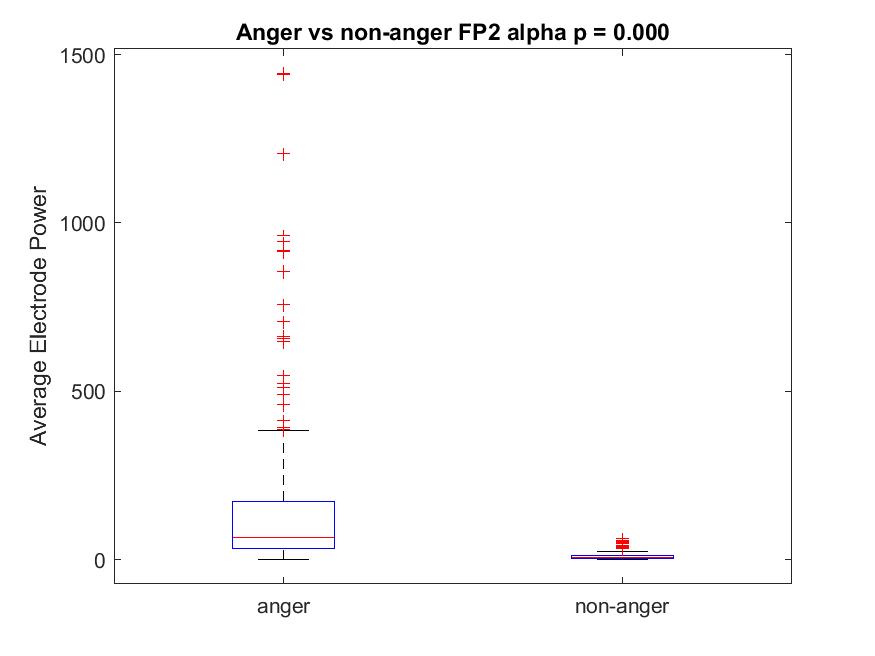 Anger vs non-anger FP2 alpha p = 0.000
Average Electrode Power
1500
1000
500
0
anger
non-anger